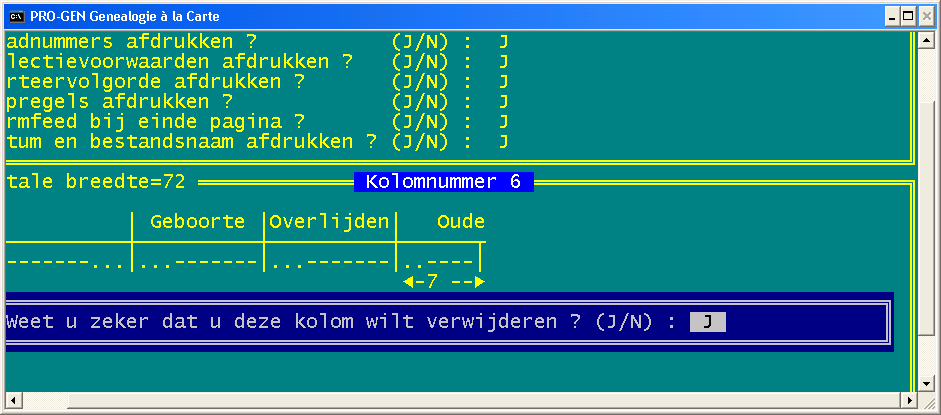 PRO-GEN Genealogie à la Carte
adnummers afdrukken ? (J/N) : J
lectievoorwaarden afdrukken ? (J/N) : J
rteervolgorde afdrukken ? (J/N) : J
pregels afdrukken ? (J/N) : J
rmfeed bij einde pagina ? (J/N) : J
tum en bestandsnaam afdrukken ? (J/N) : J
tale breedte=72 Kolomnummer 6
| Geboorte |Overlijden| Oude
-------...|...-------|...-------|..----|
◄-7 --►
Weet u zeker dat u deze kolom wilt verwijderen ? (J/N) : J